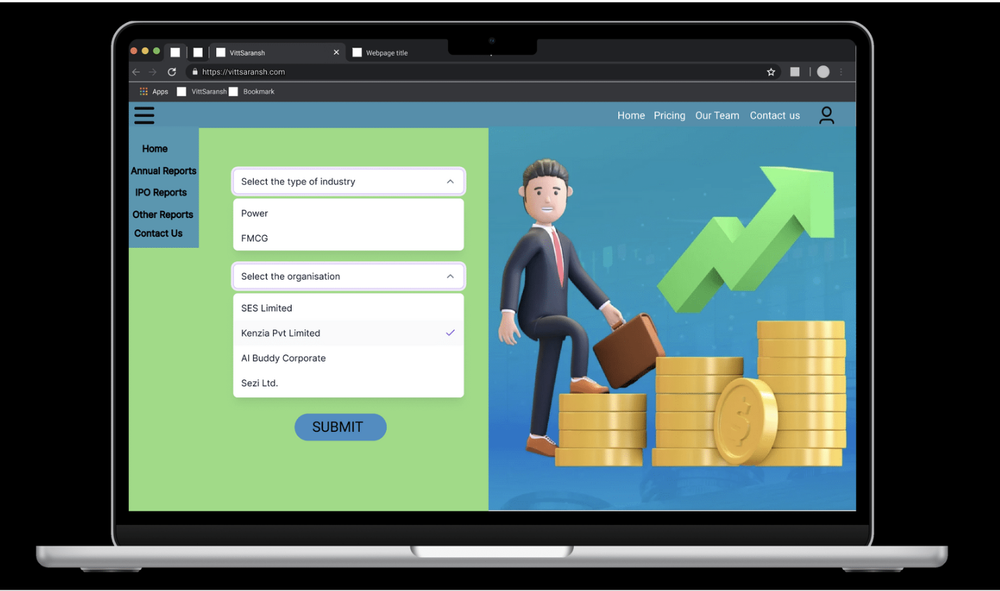 VittSaransh
Webpage title
https://vittsaransh.com
Apps
VittSaransh
Bookmark
Home Pricing Our Team Contact us
Home
Annual Reports
IPO Reports
Other Reports
Contact Us
Select the type of industry
Power
FMCG
Select the organisation
SES Limited
Kenzia Pvt Limited
AI Buddy Corporate
Sezi Ltd.
SUBMIT
$